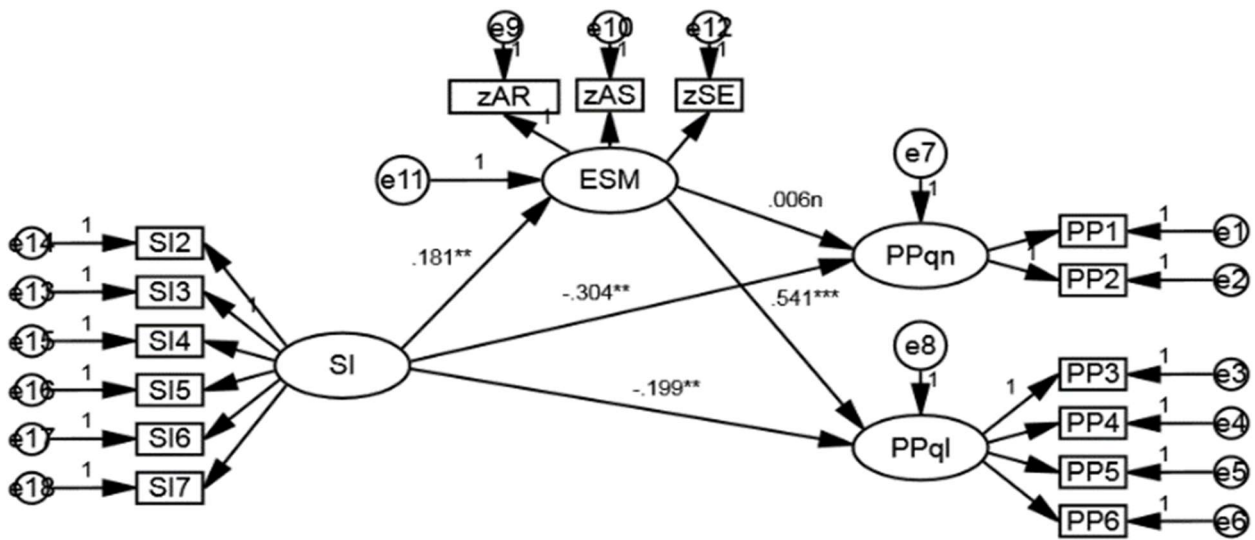 e9 e10 e12
1 1 1
zAR zAS zSE
1
e11 1 ESM
e7
1
.006n
PPqn
PP1 1 e1
1
PP2 1 e2
e14 1 SI2
e13 1 SI3
1
e15 1 SI4
e16 1 SI5
e17 1 SI6
e18 1 SI7
SI
.181**
-.304**
.541***
-.199**
e8
1
PPql
1
PP3 1 e3
PP4 1 e4
PP5 1 e5
PP6 1 e6